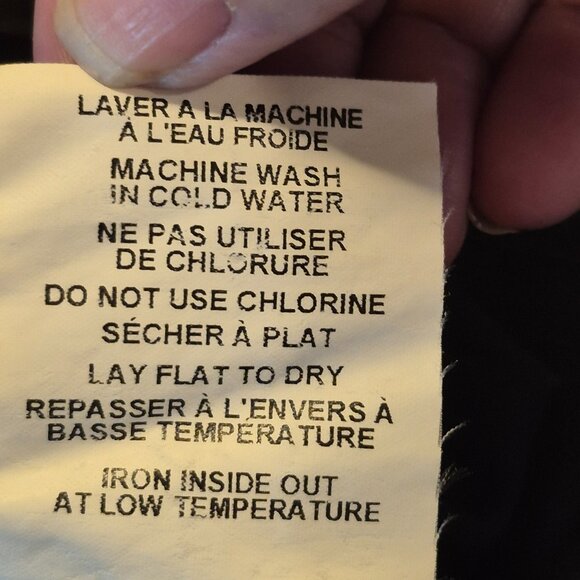 LAVER A LA MACHINE
À L'EAU FROIDE
MACHINE WASH
IN COLD WATER
NE PAS UTILISER
DE CHLORURE
DO NOT USE CHLORINE
SÉCHER À PLAT
LAY FLAT TO DRY
REPASSER À L'ENVERS À
BASSE TEMPÉRATURE
IRON INSIDE OUT
AT LOW TEMPERATURE